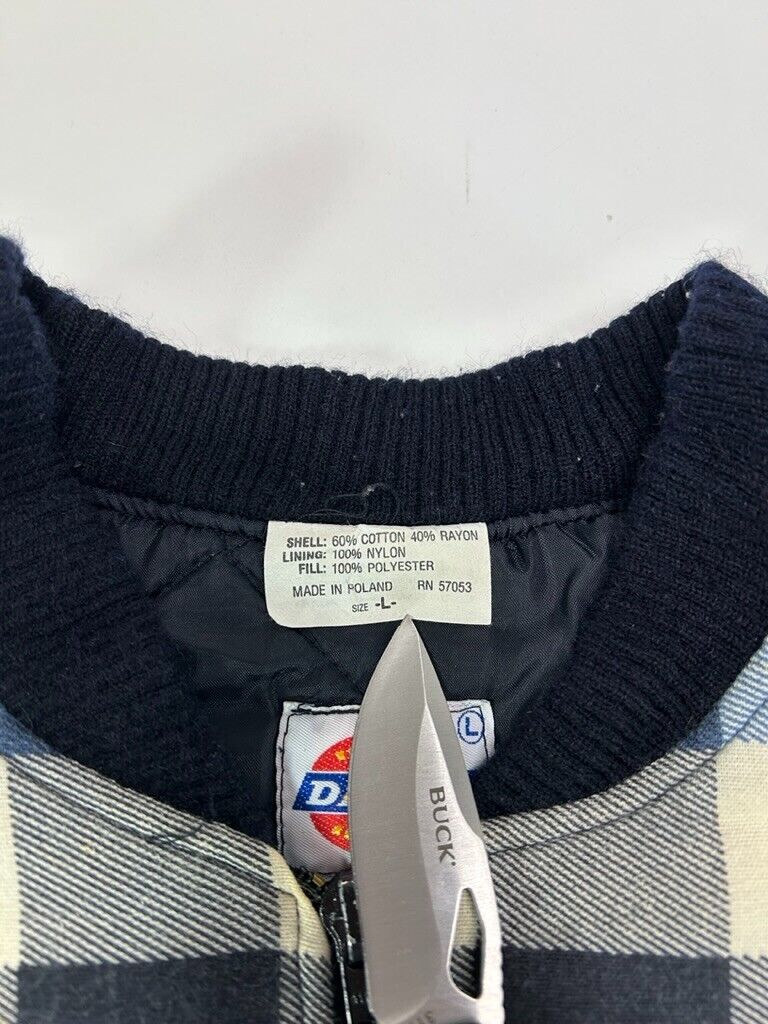 SHELL: 60% COTTON 40% RAYON
LINING: 100% NYLON
FILL: 100% POLYESTER
MADE IN POLAND RN 57053
SIZE -L-
L
BUCK